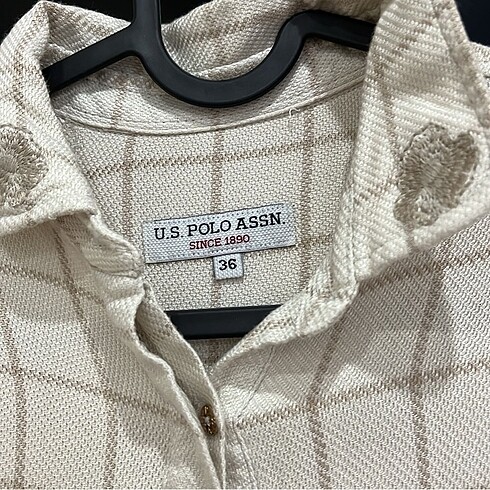 U.S. POLO ASSN.
SINCE 1890
36